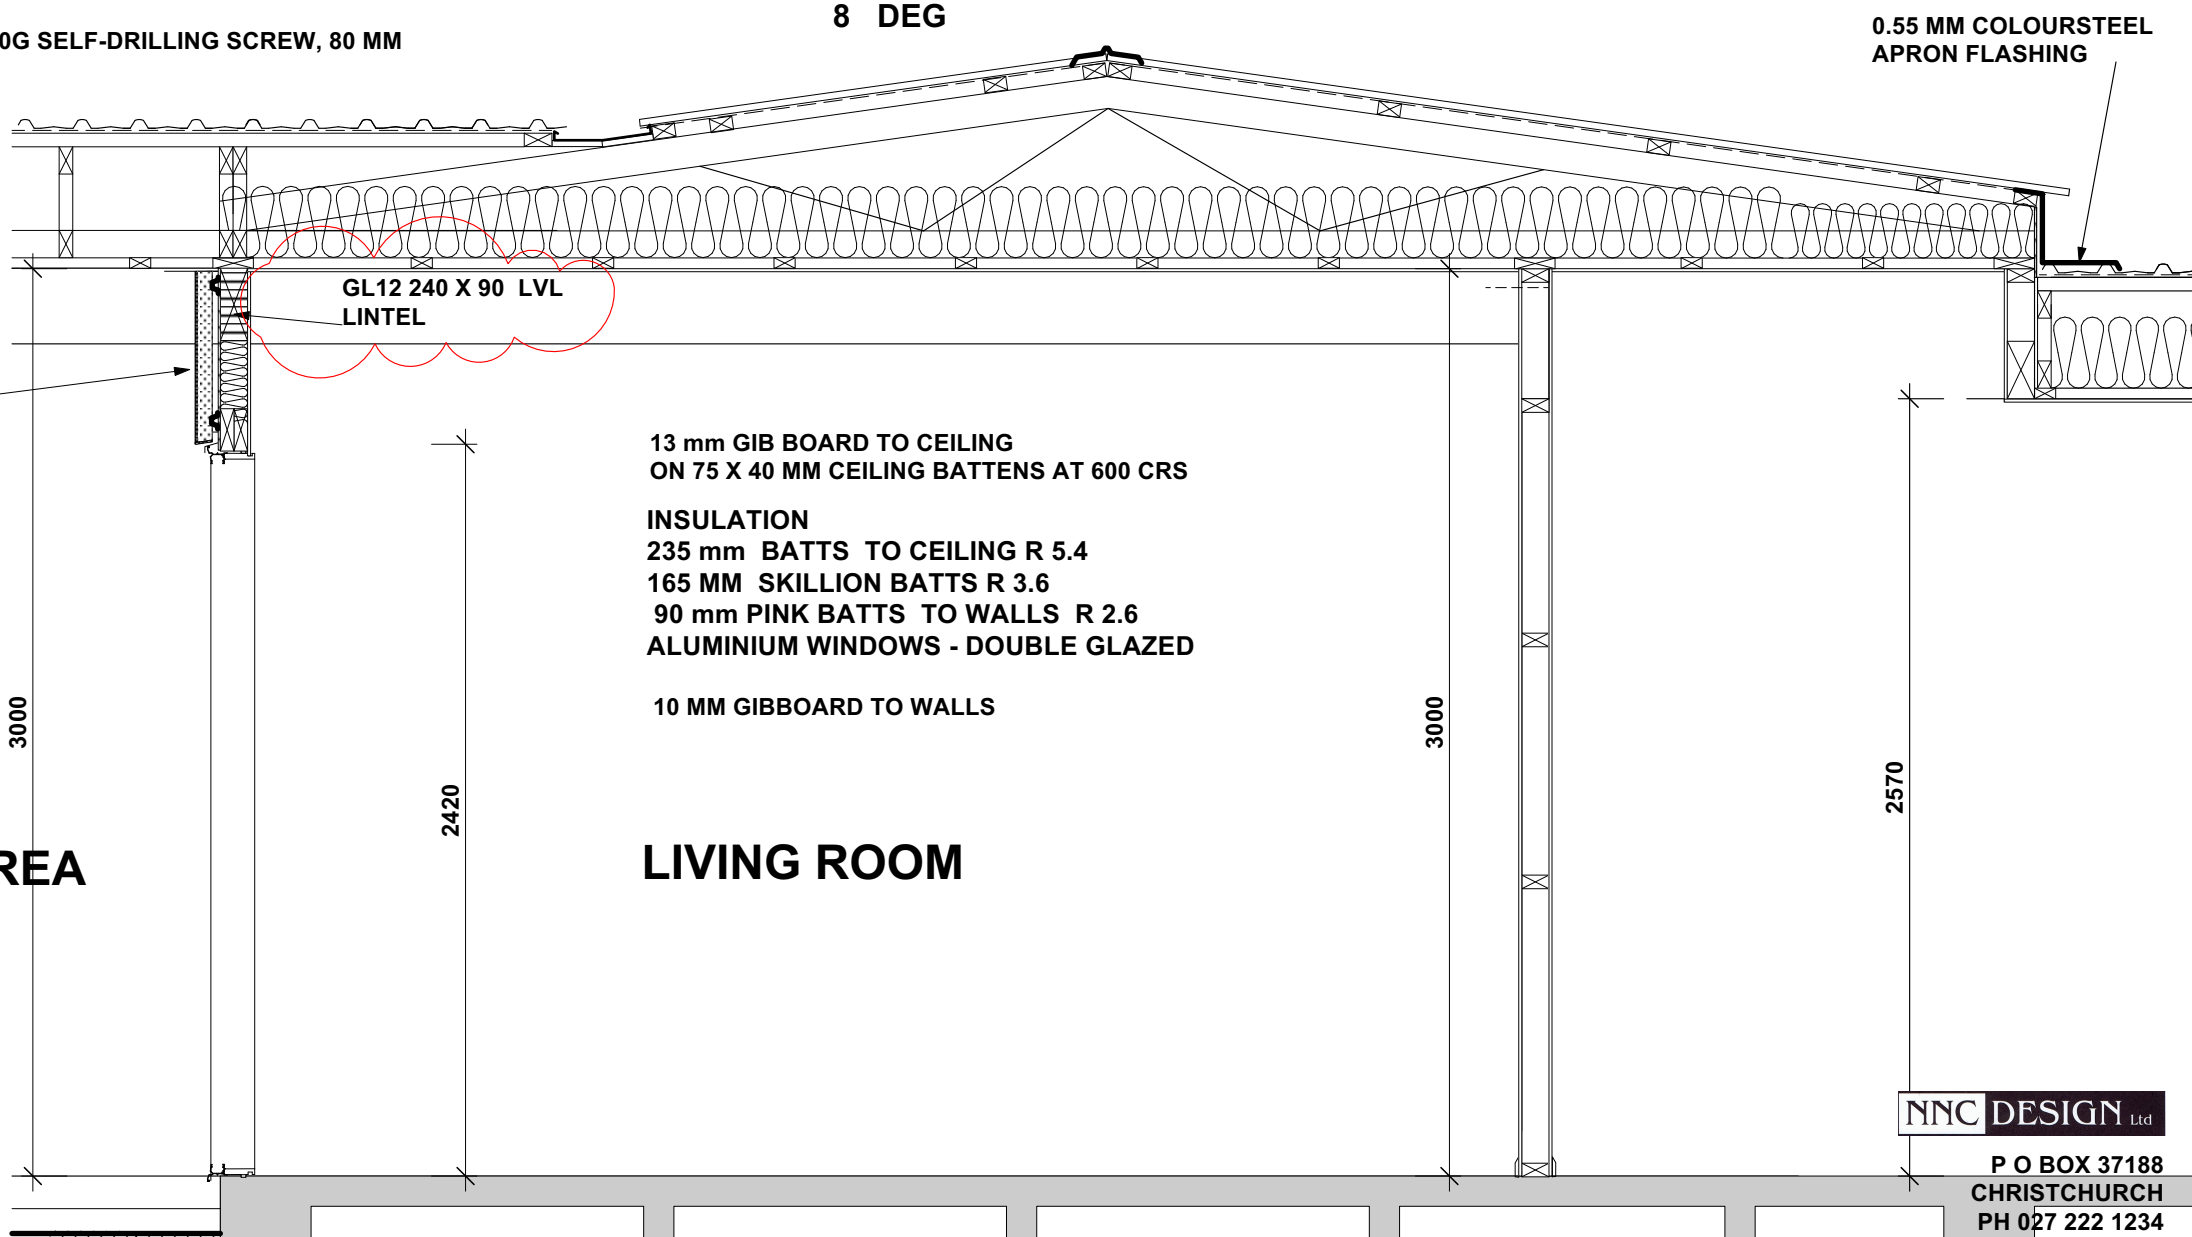 8 DEG
0G SELF-DRILLING SCREW, 80 MM
0.55 MM COLOURSTEEL
APRON FLASHING
GL12 240 X 90 LVL
LINTEL
13 mm GIB BOARD TO CEILING
ON 75 X 40 MM CEILING BATTENS AT 600 CRS
INSULATION
235 mm BATTS TO CEILING R 5.4
165 MM SKILLION BATTS R 3.6
90 mm PINK BATTS TO WALLS R 2.6
ALUMINIUM WINDOWS - DOUBLE GLAZED
10 MM GIBBOARD TO WALLS
3000
2420
3000
2570
REA
LIVING ROOM
NNC DESIGN Ltd
P O BOX 37188
CHRISTCHURCH
PH 027 222 1234